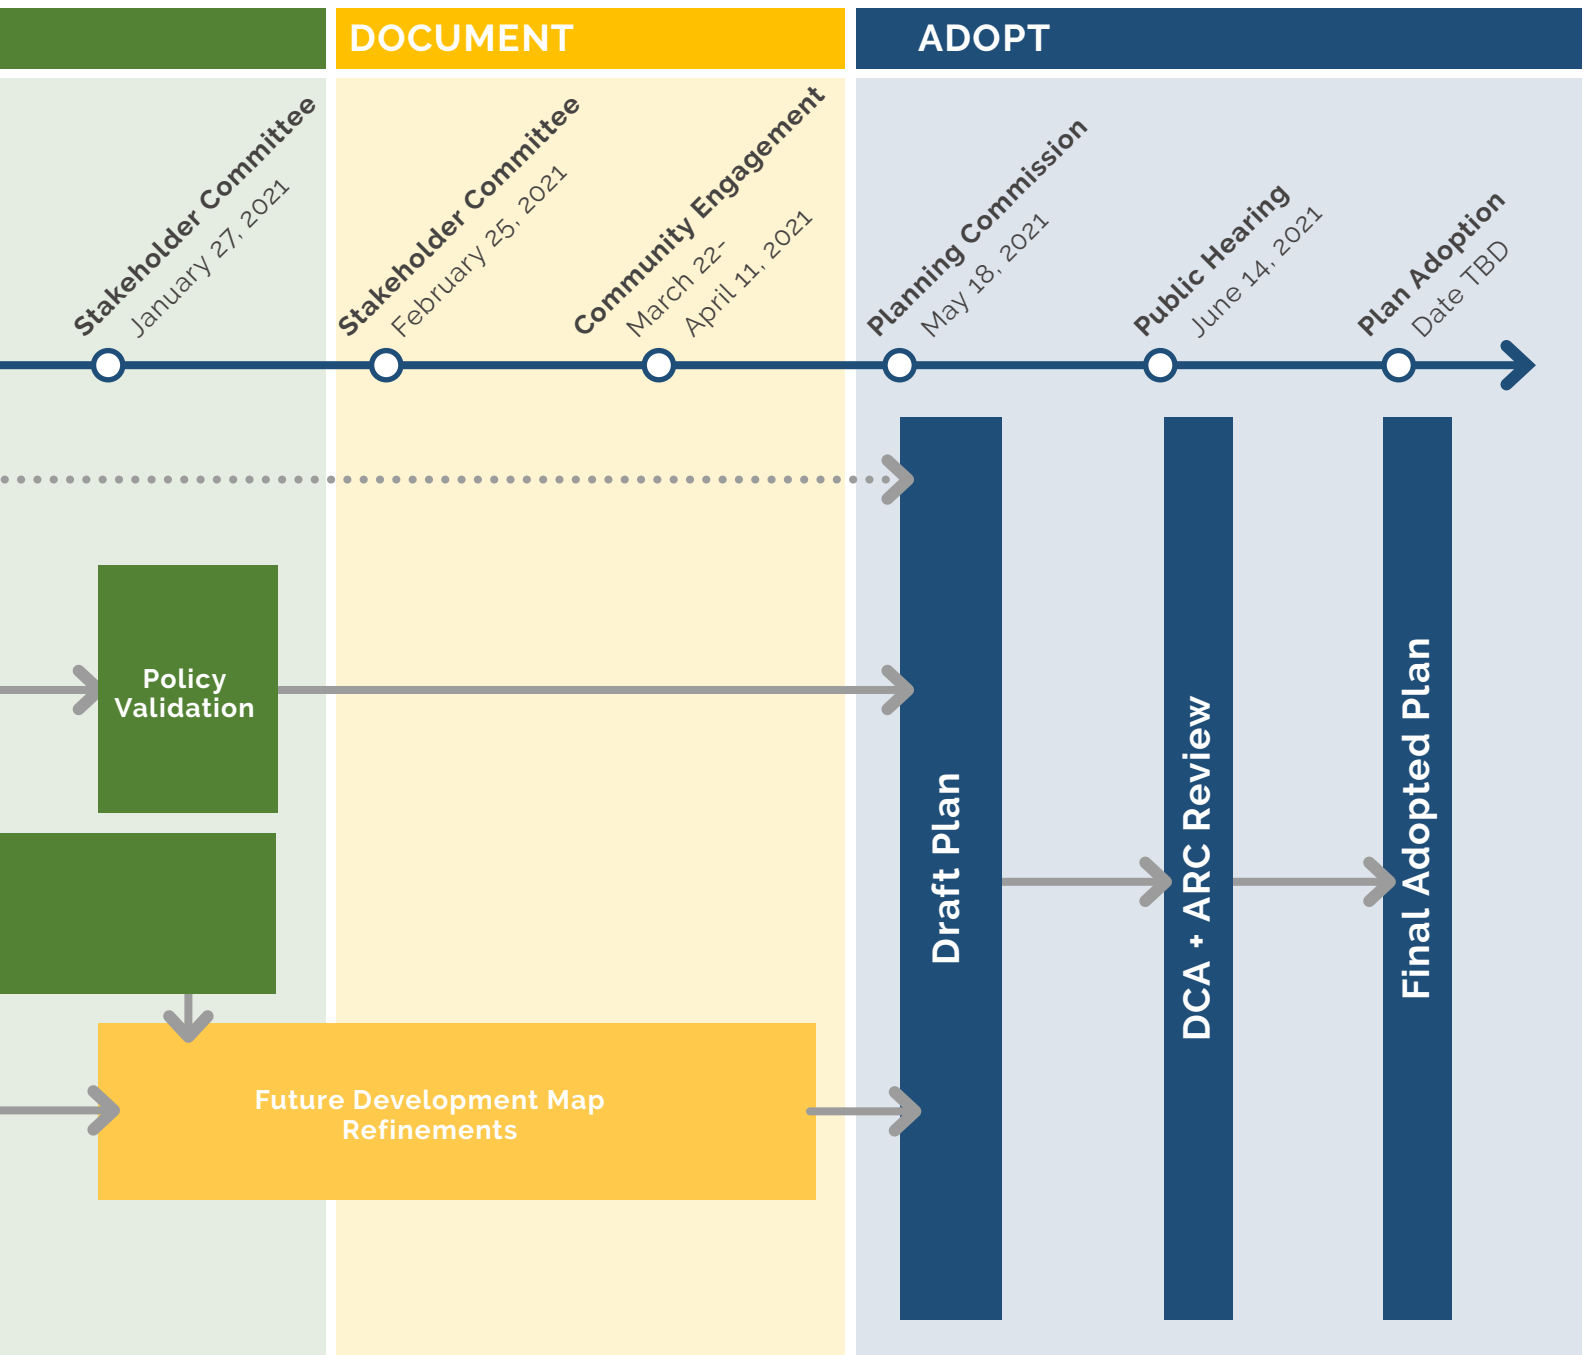 DOCUMENT
ADOPT
Stakeholder Committee
January 27, 2021
Stakeholder Committee
February 25, 2021
Community Engagement
March 22-
April 11, 2021
Planning Commission
May 18, 2021
Public Hearing
June 14, 2021
Plan Adoption
Date TBD
Policy
Validation
Future Development Map
Refinements
Draft Plan
DCA + ARC Review
Final Adopted Plan